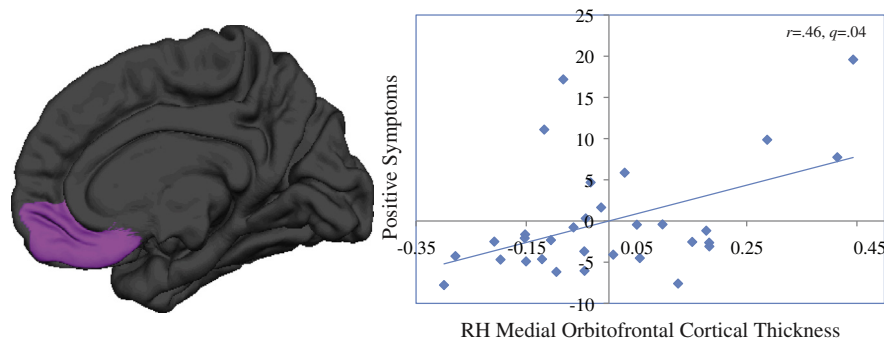 25
r=.46, q=.04
20
15
10
5
0
-0.35 -0.15 0.05 0.25 0.45
-5
-10
Positive Symptoms
RH Medial Orbitofrontal Cortical Thickness